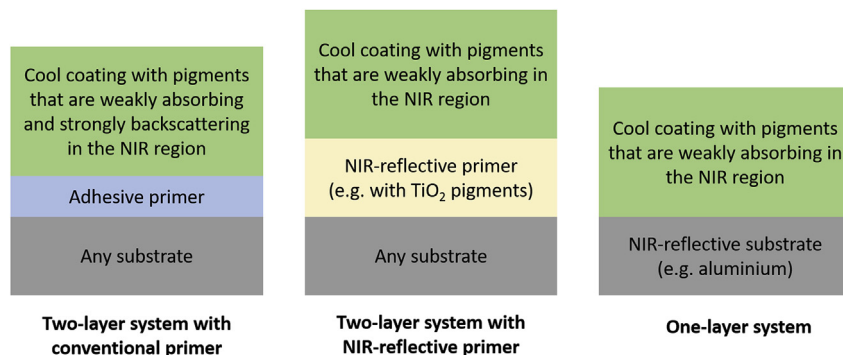 Cool coating with pigments
that are weakly absorbing
and strongly backscattering
in the NIR region
Adhesive primer
Any substrate
Two-layer system with
conventional primer
Cool coating with pigments
that are weakly absorbing in
the NIR region
NIR-reflective primer
(e.g. with TiO₂ pigments)
Any substrate
Two-layer system with
NIR-reflective primer
Cool coating with pigments
that are weakly absorbing in
the NIR region
NIR-reflective substrate
(e.g. aluminium)
One-layer system